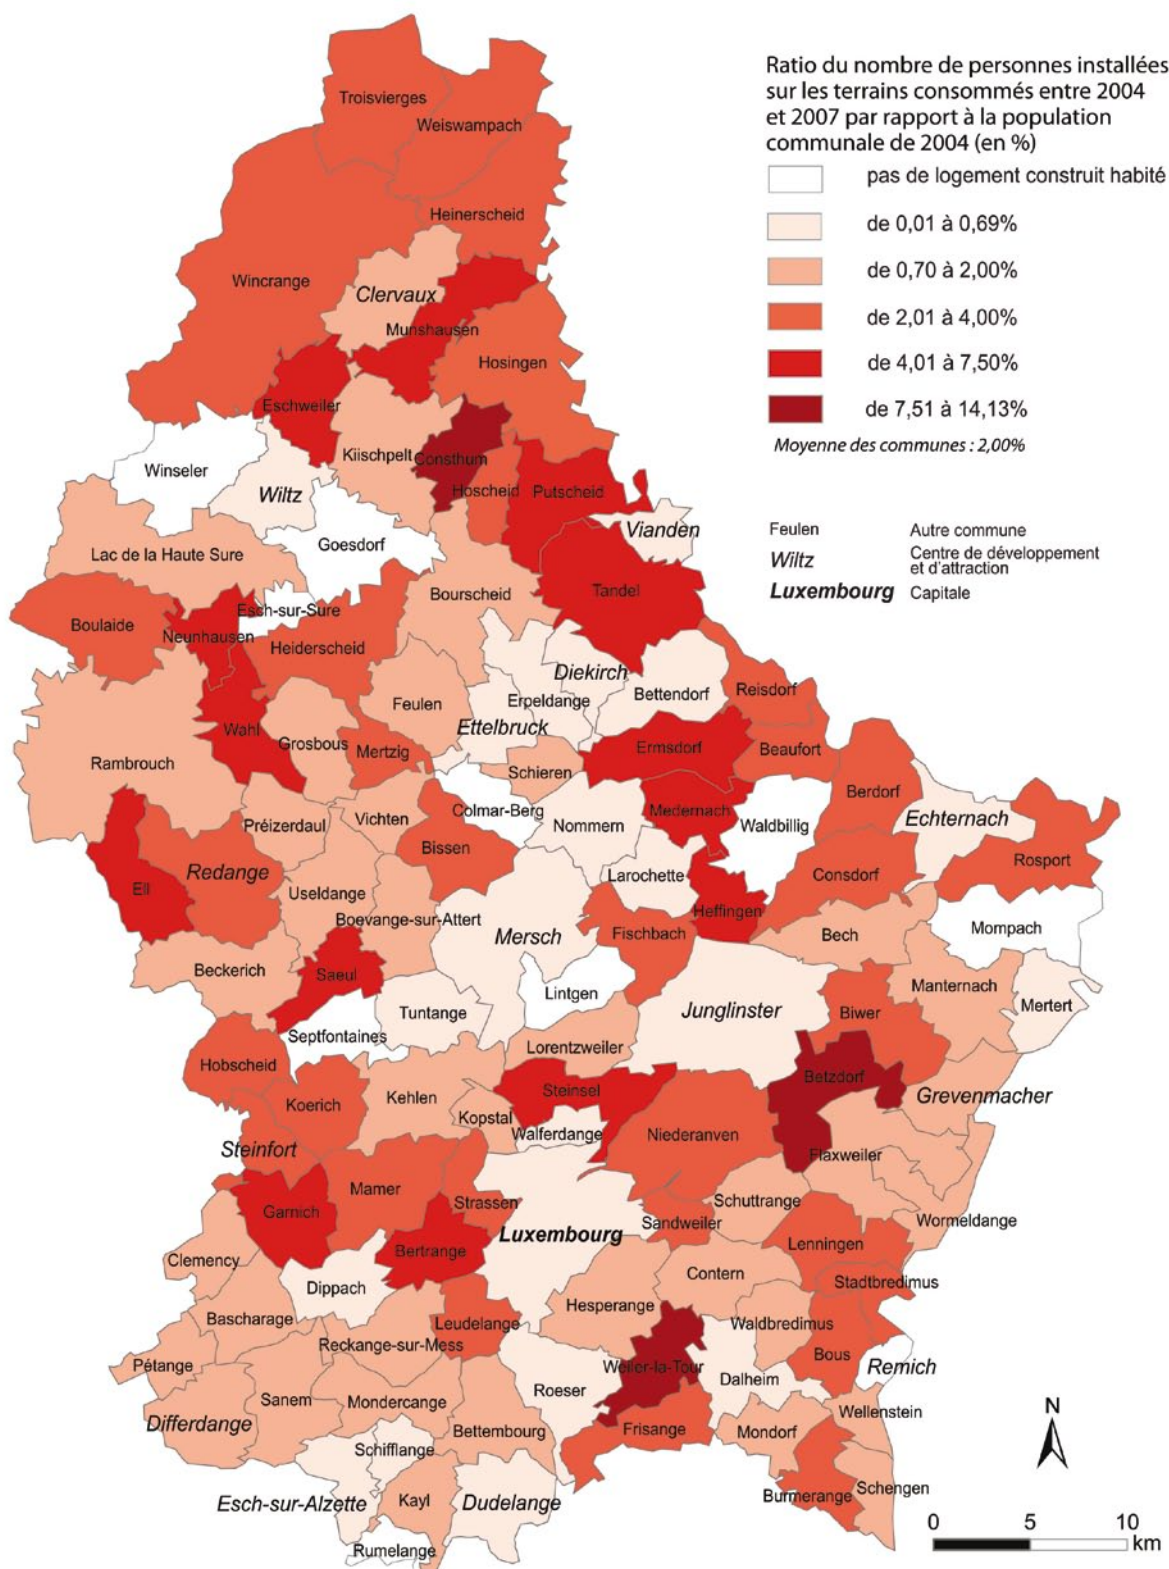 Ratio du nombre de personnes installées
sur les terrains consommés entre 2004
et 2007 par rapport à la population
communale de 2004 (en %)
pas de logement construit habité
de 0,01 à 0,69%
de 0,70 à 2,00%
de 2,01 à 4,00%
de 4,01 à 7,50%
de 7,51 à 14,13%
Moyenne des communes : 2,00%
Feulen Autre commune
Wiltz Centre de développement
et d'attraction
Luxembourg Capitale
Troisvierges
Weiswampach
Heinerscheid
Wincrange
Clervaux
Munshausen
Hosingen
Eschweiler
Kiischpelt
Consthum
Winseler
Wiltz
Hoscheid
Putscheid
Vianden
Goesdorf
Lac de la Haute Sure
Bourscheid
Tandel
Esch-sur-Sure
Boulaide
Neunhausen
Heiderscheid
Diekirch
Bettendorf
Reisdorf
Erpeldange
Feulen
Ettelbruck
Wahl
Grosbous
Mertzig
Ermsdorf
Beaufort
Rambrouch
Schieren
Berdorf
Colmar-Berg
Medernach
Préizerdaul
Vichten
Nommern
Waldbillig
Echternach
Bissen
Rosport
Redange
Ell
Larochette
Consdorf
Useldange
Heffingen
Boevange-sur-Attert
Mersch
Fischbach
Bech
Mompach
Beckerich
Saeul
Lintgen
Manternach
Mertert
Tuntange
Junglinster
Biwer
Septfontaines
Lorentzweiler
Hobscheid
Betzdorf
Steinsel
Kehlen
Grevenmacher
Koerich
Kopstal
Walferdange
Niederanven
Steinfort
Flaxweiler
Mamer
Strassen
Schuttrange
Garnich
Wormeldange
Sandweiler
Luxembourg
Lenningen
Bertrange
Clemency
Contern
Stadtbredimus
Dippach
Hesperange
Bascharage
Leudelange
Waldbredimus
Reckange-sur-Mess
Bous
Pétange
Weiler-la-Tour
Remich
Dalheim
Roeser
Sanem
Mondercange
Wellenstein
Differdange
Bettembourg
Frisange
Mondorf
Schifflange
Schengen
Burmerange
Esch-sur-Alzette
Kayl
Dudelange
Rumelange
N
0 5 10
km